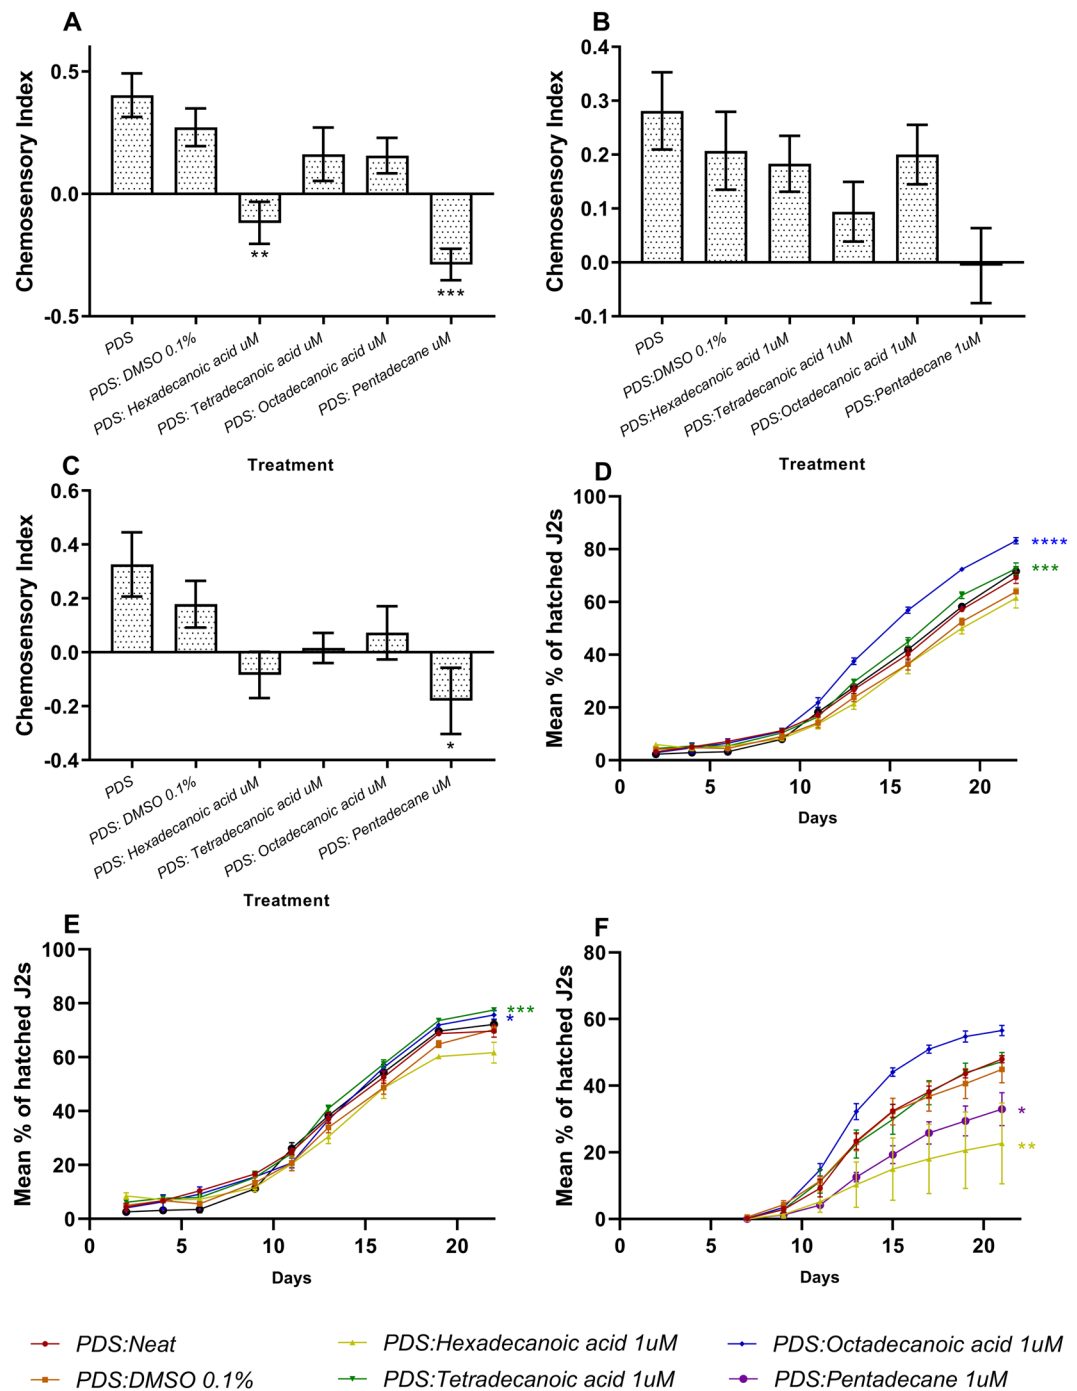 A
Chemosensory Index
0.5
0.0
-0.5
PDS
PDS: DMSO 0.1%
PDS: Hexadecanoic acid uM
PDS: Tetradecanoic acid uM
PDS: Octadecanoic acid uM
PDS: Pentadecane uM
**
***
Treatment
B
Chemosensory Index
0.4
0.3
0.2
0.1
0.0
-0.1
PDS
PDS:DMSO 0.1%
PDS:Hexadecanoic acid 1uM
PDS:Tetradecanoic acid 1uM
PDS:Octadecanoic acid 1uM
PDS:Pentadecane 1uM
Treatment
C
Chemosensory Index
0.6
0.4
0.2
0.0
-0.2
-0.4
PDS
PDS: DMSO 0.1%
PDS: Hexadecanoic acid uM
PDS: Tetradecanoic acid uM
PDS: Octadecanoic acid uM
PDS: Pentadecane uM
*
Treatment
D
Mean % of hatched J2s
100
80
60
40
20
0
0 5 10 15 20
Days
****
***
E
Mean % of hatched J2s
100
80
60
40
20
0
0 5 10 15 20
Days
***
*
F
Mean % of hatched J2s
80
60
40
20
0
0 5 10 15 20
Days
*
**
PDS:Neat
PDS:Hexadecanoic acid 1uM
PDS:Octadecanoic acid 1uM
PDS:DMSO 0.1%
PDS:Tetradecanoic acid 1uM
PDS:Pentadecane 1uM